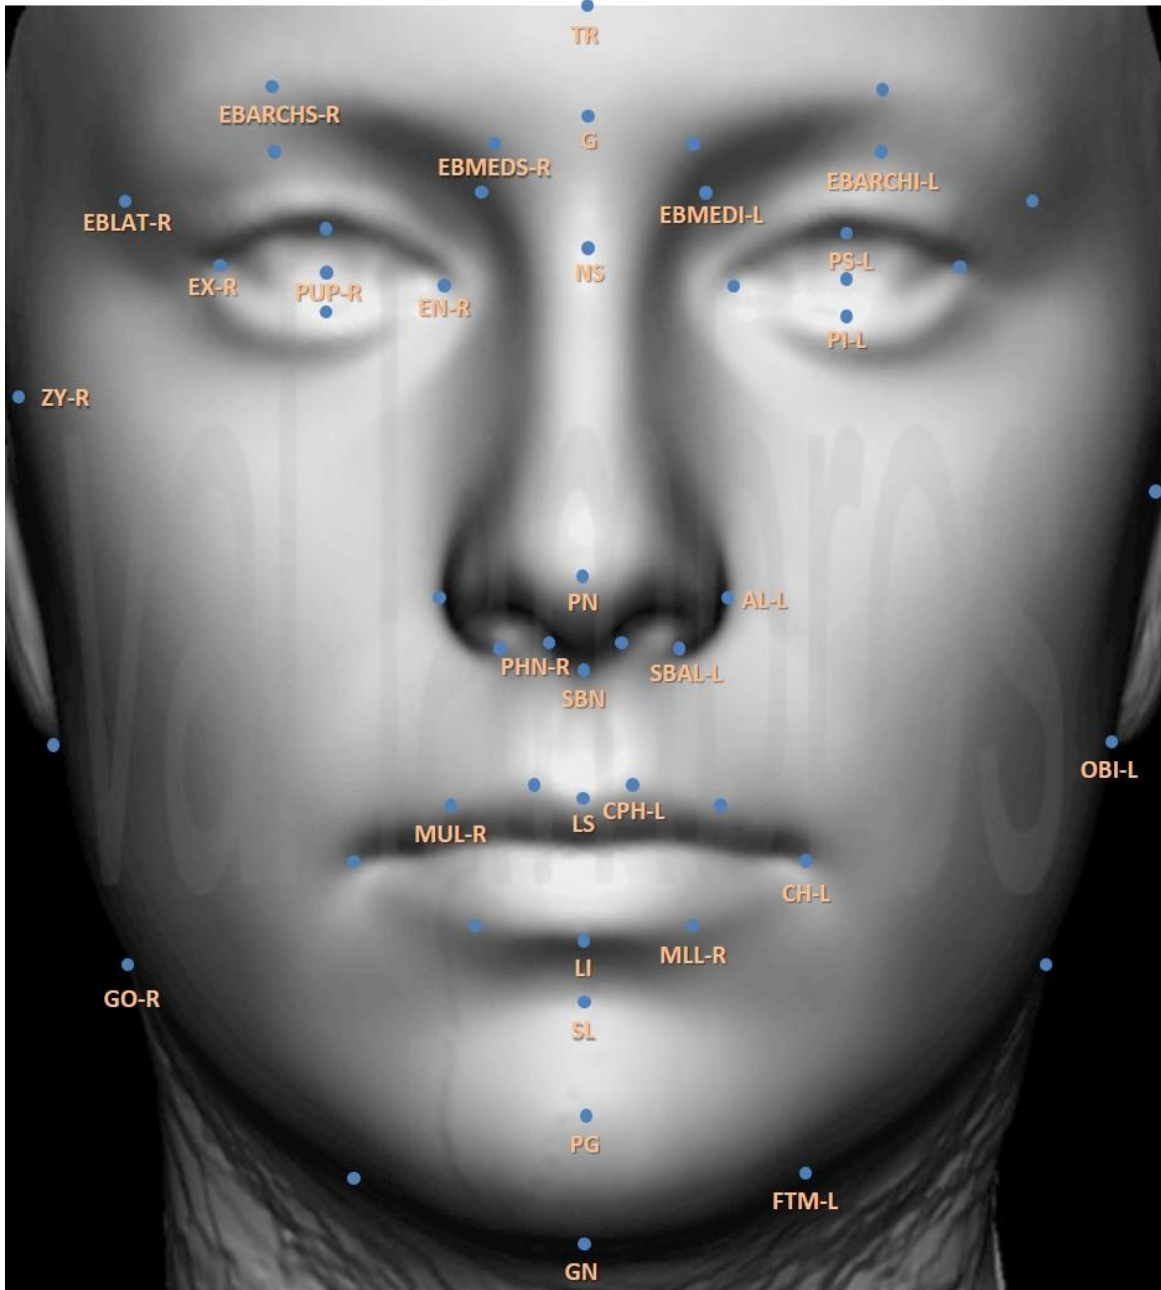 TR
EBARCHS-R
G
EBMEDS-R
EBARCHI-L
EBLAT-R
EBMEDI-L
EX-R
PUP-R
EN-R
NS
PS-L
PI-L
ZY-R
PN
AL-L
PHN-R
SBAL-L
SBN
OBI-L
MUL-R
LS
CPH-L
CH-L
LI
MLL-R
GO-R
SL
PG
FTM-L
GN